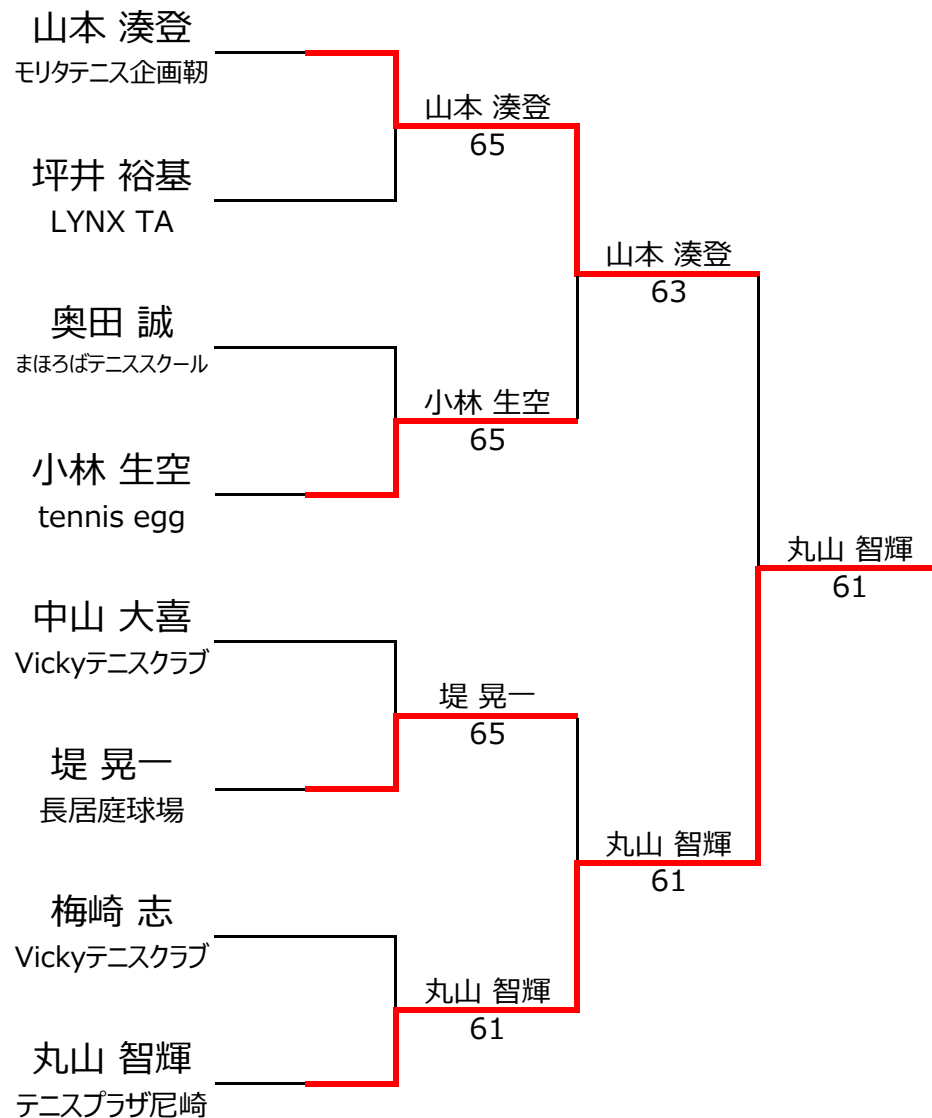 山本 湊登
モリタテニス企画靭
坪井 裕基
LYNX TA
奥田 誠
まほろばテニススクール
小林 生空
tennis egg
中山 大喜
Vickyテニスクラブ
堤 晃一
長居庭球場
梅崎 志
Vickyテニスクラブ
丸山 智輝
テニスプラザ尼崎
山本 湊登
65
小林 生空
65
堤 晃一
65
丸山 智輝
61
山本 湊登
63
丸山 智輝
61
丸山 智輝
61